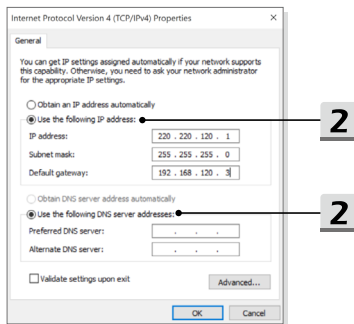 Internet Protocol Version 4 (TCP/IPv4) Properties
General
You can get IP settings assigned automatically if your network supports
this capability. Otherwise, you need to ask your network administrator
for the appropriate IP settings.
Obtain an IP address automatically
Use the following IP address:
2
IP address: 220 . 220 . 120 . 1
Subnet mask: 255 . 255 . 255 . 0
Default gateway: 192 . 168 . 120 . 3
Obtain DNS server address automatically
Use the following DNS server addresses:
2
Preferred DNS server: . . .
Alternate DNS server: . . .
Validate settings upon exit
Advanced...
OK Cancel